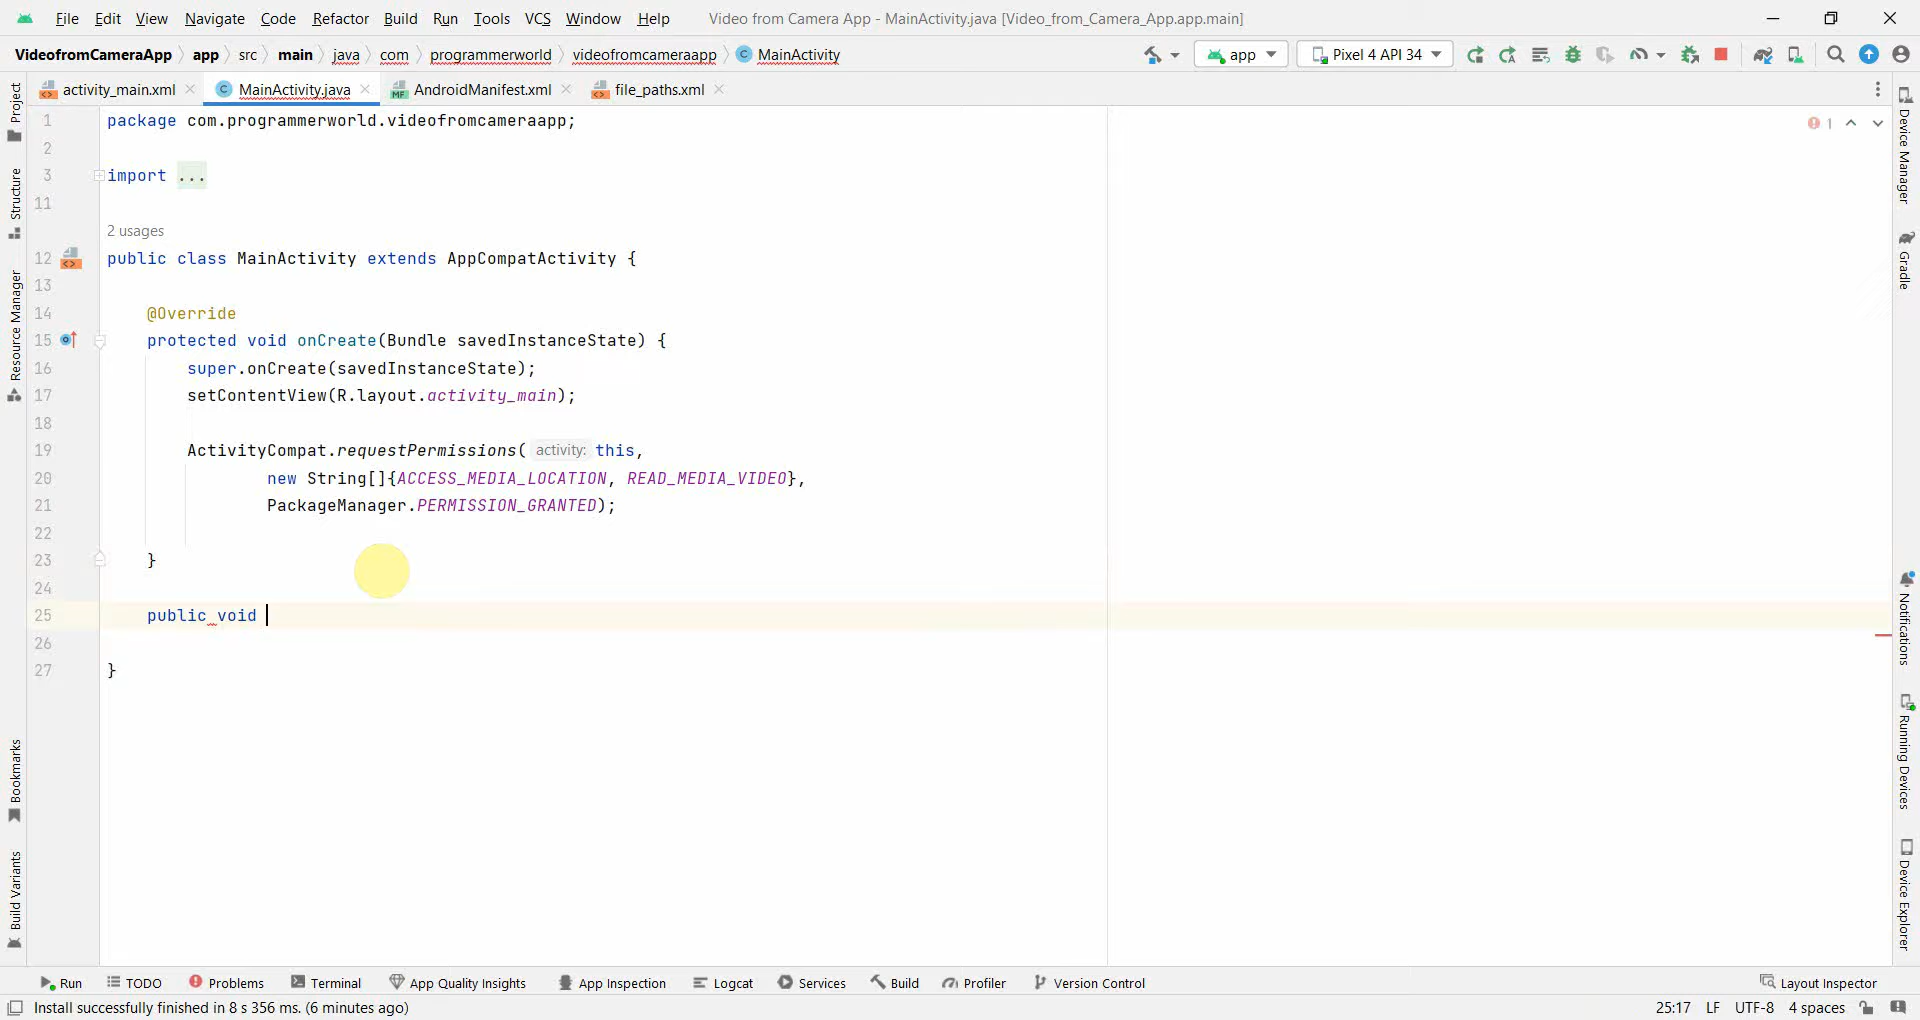 File Edit View Navigate Code Refactor Build Run Tools VCS Window Help Video from Camera App - MainActivity.java [Video_from_Camera_App.app.main]
VideofromCameraApp app src main java com programmerworld videofromcameraapp MainActivity app Pixel 4 API 34
activity_main.xml MainActivity.java AndroidManifest.xml file_paths.xml
1 package com.programmerworld.videofromcameraapp;
2
3 import ...
11
2 usages
12 public class MainActivity extends AppCompatActivity {
13
14 @Override
15 protected void onCreate(Bundle savedInstanceState) {
16 super.onCreate(savedInstanceState);
17 setContentView(R.layout.activity_main);
18
19 ActivityCompat.requestPermissions( activity: this,
20 new String[]{ACCESS_MEDIA_LOCATION, READ_MEDIA_VIDEO},
21 PackageManager.PERMISSION_GRANTED);
22
23 }
24
25 public void
26
27 }
1
Project
Structure
Resource Manager
Bookmarks
Build Variants
Device Manager
Gradle
Notifications
Running Devices
Device Explorer
Run TODO Problems Terminal App Quality Insights App Inspection Logcat Services Build Profiler Version Control Layout Inspector
Install successfully finished in 8 s 356 ms. (6 minutes ago) 25:17 LF UTF-8 4 spaces